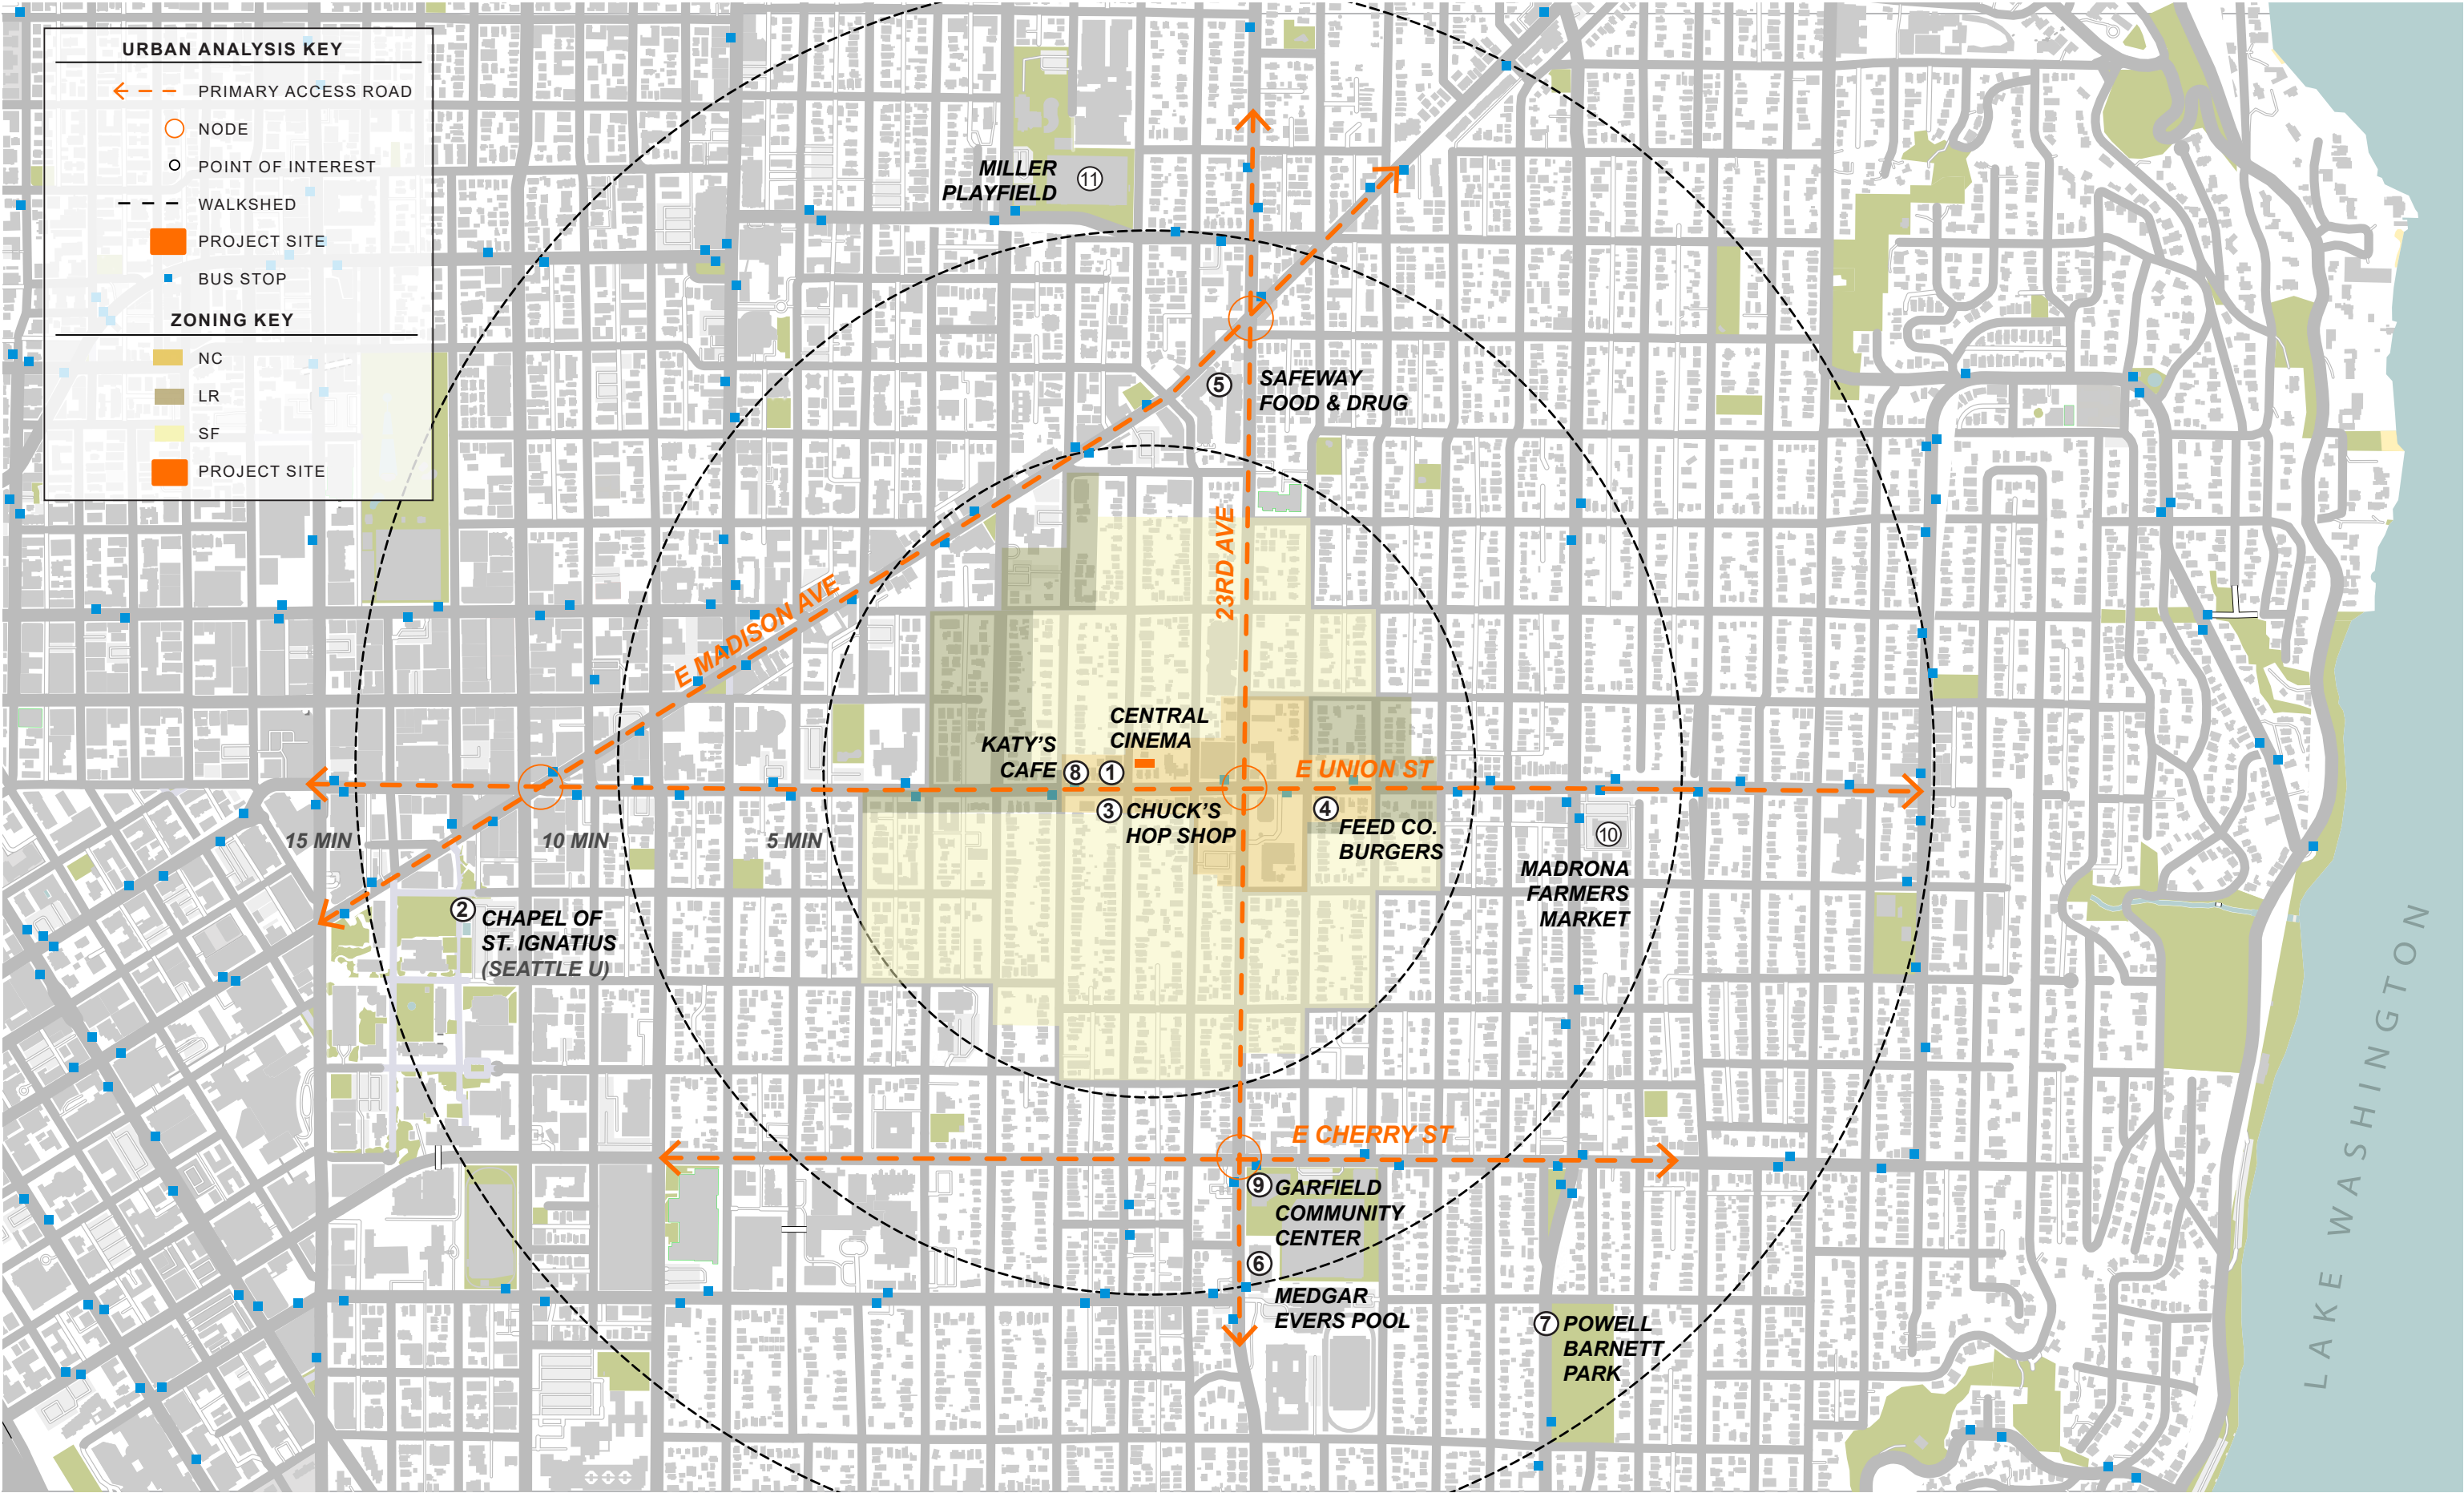 URBAN ANALYSIS KEY
PRIMARY ACCESS ROAD
NODE
POINT OF INTEREST
WALKSHED
PROJECT SITE
BUS STOP
ZONING KEY
NC
LR
SF
PROJECT SITE
MILLER
PLAYFIELD
11
5
SAFEWAY
FOOD & DRUG
23RD AVE
E MADISON AVE
CENTRAL
CINEMA
KATY'S
CAFE
8
1
E UNION ST
3
CHUCK'S
HOP SHOP
4
FEED CO.
BURGERS
15 MIN
10 MIN
5 MIN
10
MADRONA
FARMERS
MARKET
2
CHAPEL OF
ST. IGNATIUS
(SEATTLE U)
LAKE WASHINGTON
E CHERRY ST
9
GARFIELD
COMMUNITY
CENTER
6
MEDGAR
EVERS POOL
7
POWELL
BARNETT
PARK